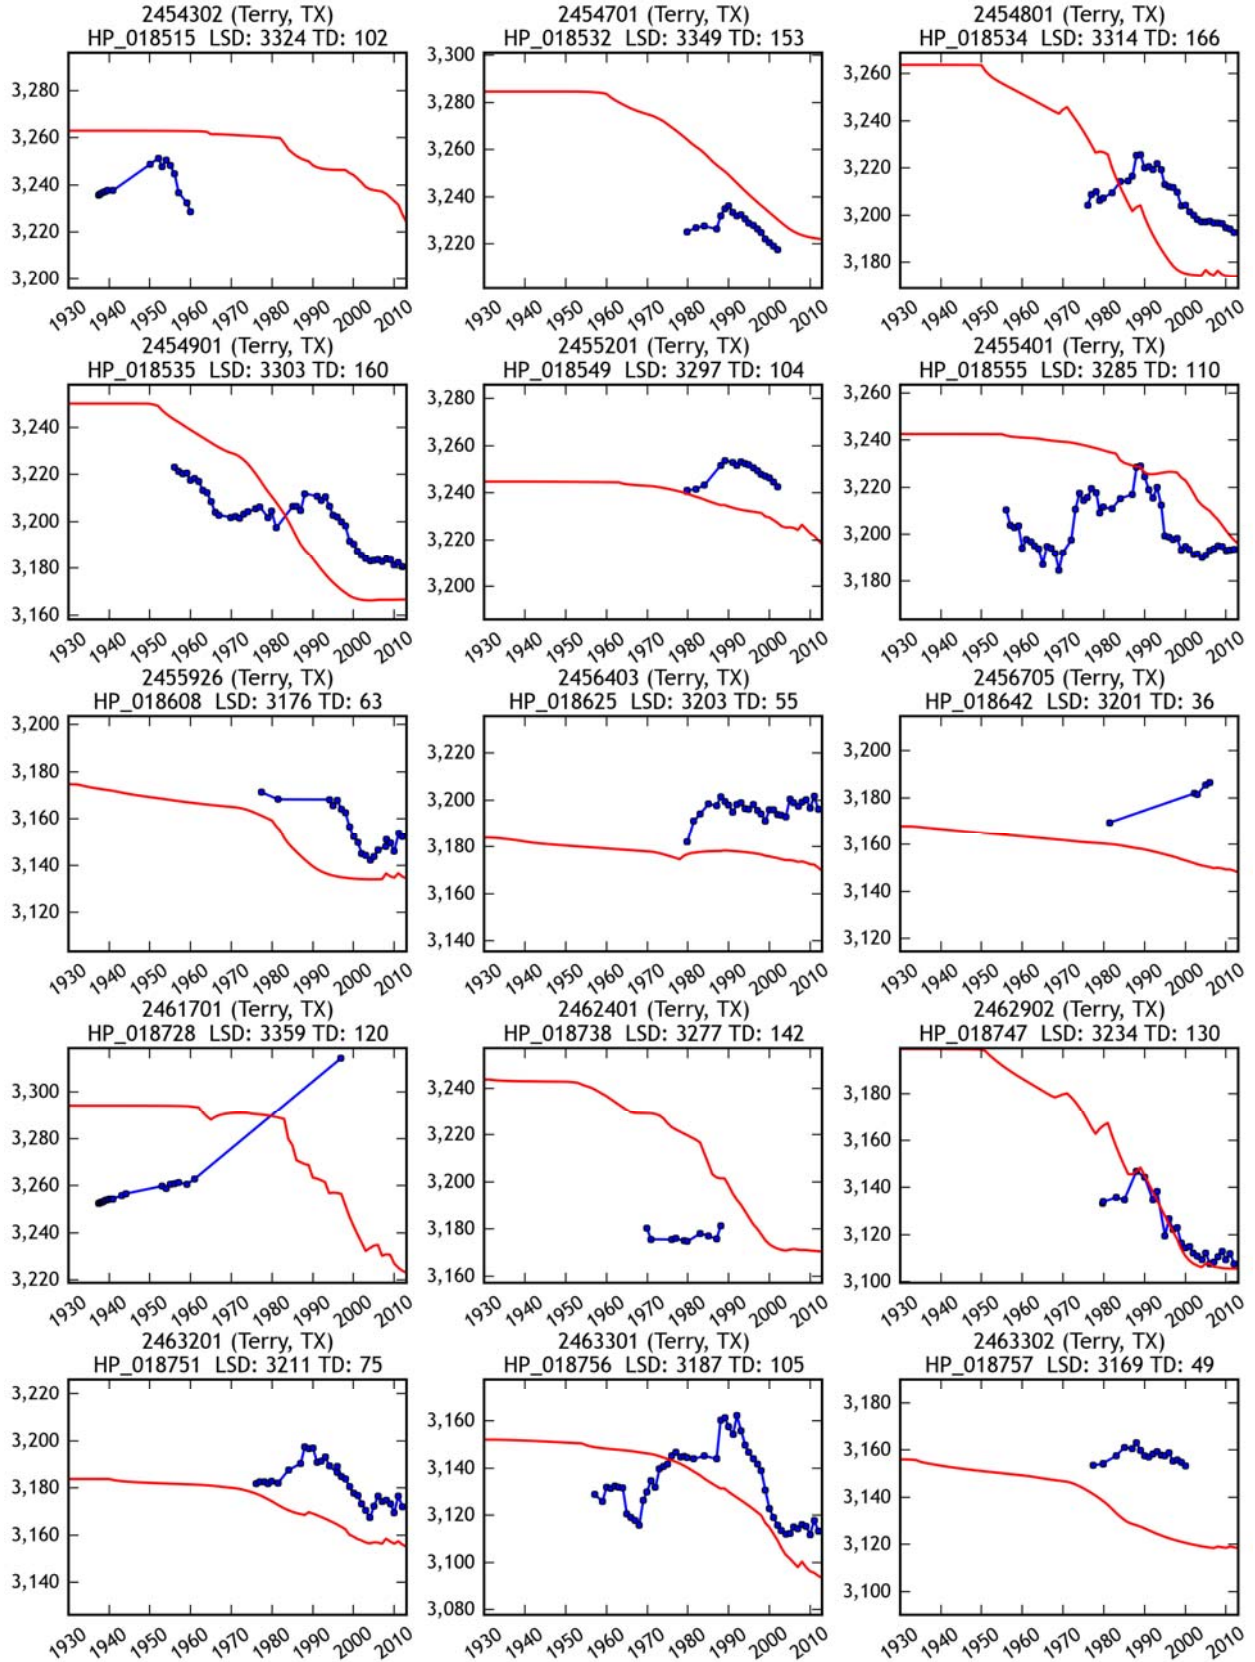 2454302 (Terry, TX)
HP_018515 LSD: 3324 TD: 102
3,280
3,260
3,240
3,220
3,200
1930 1940 1950 1960 1970 1980 1990 2000 2010
2454701 (Terry, TX)
HP_018532 LSD: 3349 TD: 153
3,300
3,280
3,260
3,240
3,220
1930 1940 1950 1960 1970 1980 1990 2000 2010
2454801 (Terry, TX)
HP_018534 LSD: 3314 TD: 166
3,260
3,240
3,220
3,200
3,180
1930 1940 1950 1960 1970 1980 1990 2000 2010
2454901 (Terry, TX)
HP_018535 LSD: 3303 TD: 160
3,240
3,220
3,200
3,180
3,160
1930 1940 1950 1960 1970 1980 1990 2000 2010
2455201 (Terry, TX)
HP_018549 LSD: 3297 TD: 104
3,280
3,260
3,240
3,220
3,200
1930 1940 1950 1960 1970 1980 1990 2000 2010
2455401 (Terry, TX)
HP_018555 LSD: 3285 TD: 110
3,260
3,240
3,220
3,200
3,180
1930 1940 1950 1960 1970 1980 1990 2000 2010
2455926 (Terry, TX)
HP_018608 LSD: 3176 TD: 63
3,200
3,180
3,160
3,140
3,120
1930 1940 1950 1960 1970 1980 1990 2000 2010
2456403 (Terry, TX)
HP_018625 LSD: 3203 TD: 55
3,220
3,200
3,180
3,160
3,140
1930 1940 1950 1960 1970 1980 1990 2000 2010
2456705 (Terry, TX)
HP_018642 LSD: 3201 TD: 36
3,200
3,180
3,160
3,140
3,120
1930 1940 1950 1960 1970 1980 1990 2000 2010
2461701 (Terry, TX)
HP_018728 LSD: 3359 TD: 120
3,300
3,280
3,260
3,240
3,220
1930 1940 1950 1960 1970 1980 1990 2000 2010
2462401 (Terry, TX)
HP_018738 LSD: 3277 TD: 142
3,240
3,220
3,200
3,180
3,160
1930 1940 1950 1960 1970 1980 1990 2000 2010
2462902 (Terry, TX)
HP_018747 LSD: 3234 TD: 130
3,180
3,160
3,140
3,120
3,100
1930 1940 1950 1960 1970 1980 1990 2000 2010
2463201 (Terry, TX)
HP_018751 LSD: 3211 TD: 75
3,220
3,200
3,180
3,160
3,140
1930 1940 1950 1960 1970 1980 1990 2000 2010
2463301 (Terry, TX)
HP_018756 LSD: 3187 TD: 105
3,160
3,140
3,120
3,100
3,080
1930 1940 1950 1960 1970 1980 1990 2000 2010
2463302 (Terry, TX)
HP_018757 LSD: 3169 TD: 49
3,180
3,160
3,140
3,120
3,100
1930 1940 1950 1960 1970 1980 1990 2000 2010